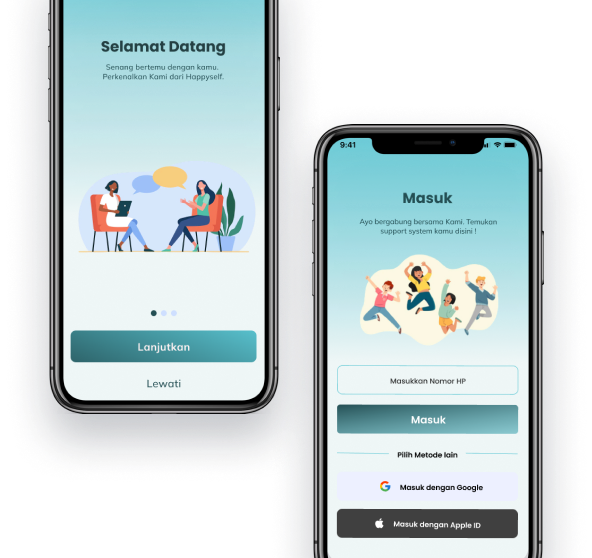 Selamat Datang
Senang bertemu dengan kamu.
Perkenalkan Kami dari Happyself.
Lanjutkan
Lewati
9:41
Masuk
Ayo bergabung bersama Kami. Temukan
support system kamu disini !
Masukkan Nomor HP
Masuk
Pilih Metode lain
Masuk dengan Google
Masuk dengan Apple ID